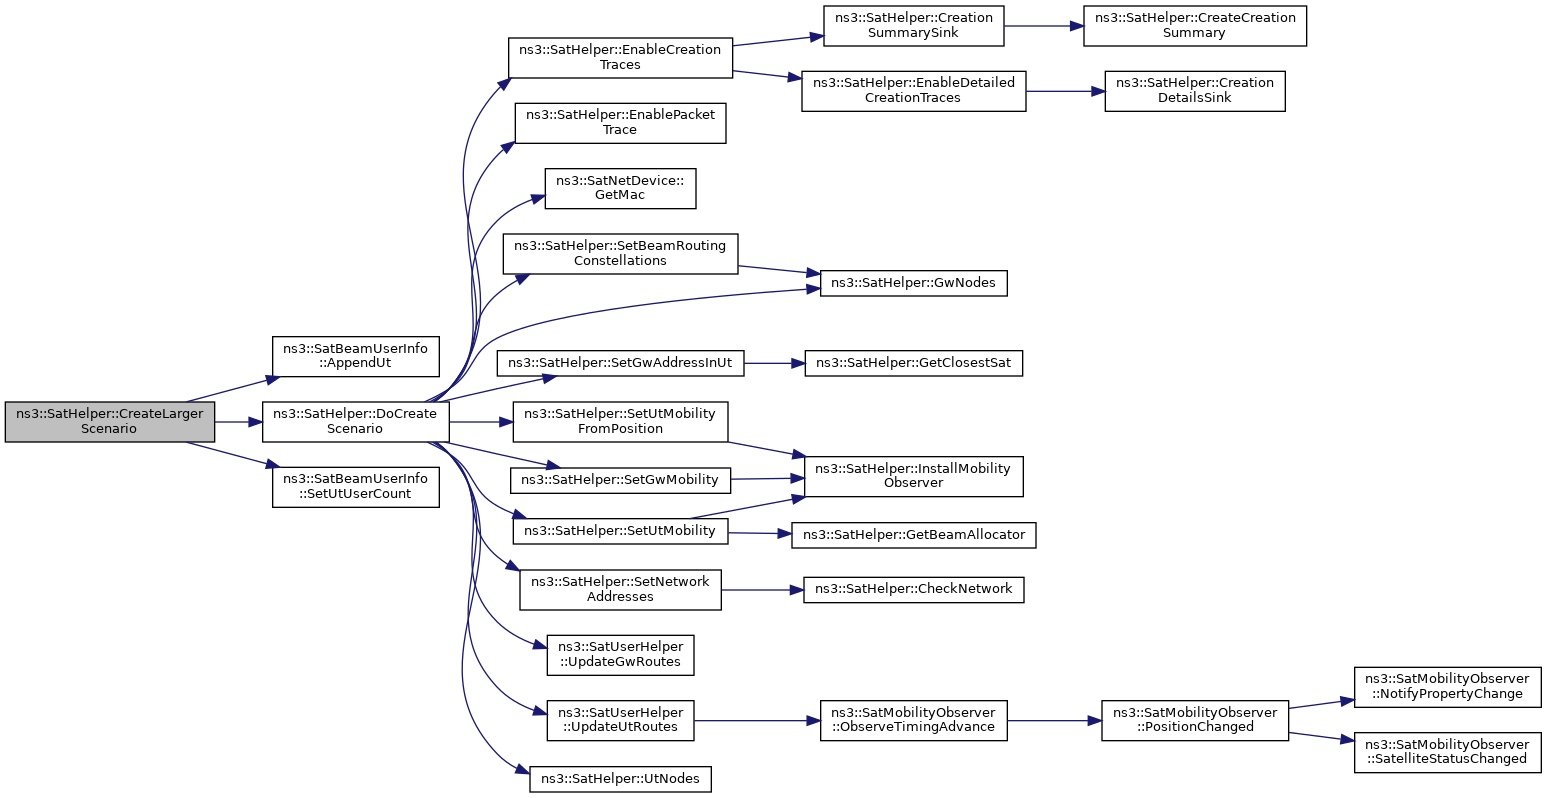 ns3::SatHelper::CreateLarger
Scenario
ns3::SatBeamUserInfo
::AppendUt
ns3::SatHelper::DoCreate
Scenario
ns3::SatBeamUserInfo
::SetUtUserCount
ns3::SatHelper::EnableCreation
Traces
ns3::SatHelper::EnablePacket
Trace
ns3::SatNetDevice::
GetMac
ns3::SatHelper::SetBeamRouting
Constellations
ns3::SatHelper::SetGwAddressInUt
ns3::SatHelper::SetUtMobility
FromPosition
ns3::SatHelper::SetGwMobility
ns3::SatHelper::SetUtMobility
ns3::SatHelper::SetNetwork
Addresses
ns3::SatUserHelper
::UpdateGwRoutes
ns3::SatUserHelper
::UpdateUtRoutes
ns3::SatHelper::UtNodes
ns3::SatHelper::Creation
SummarySink
ns3::SatHelper::EnableDetailed
CreationTraces
ns3::SatHelper::GwNodes
ns3::SatHelper::GetClosestSat
ns3::SatHelper::InstallMobility
Observer
ns3::SatHelper::GetBeamAllocator
ns3::SatHelper::CheckNetwork
ns3::SatMobilityObserver
::ObserveTimingAdvance
ns3::SatHelper::CreateCreation
Summary
ns3::SatHelper::Creation
DetailsSink
ns3::SatMobilityObserver
::PositionChanged
ns3::SatMobilityObserver
::NotifyPropertyChange
ns3::SatMobilityObserver
::SatelliteStatusChanged